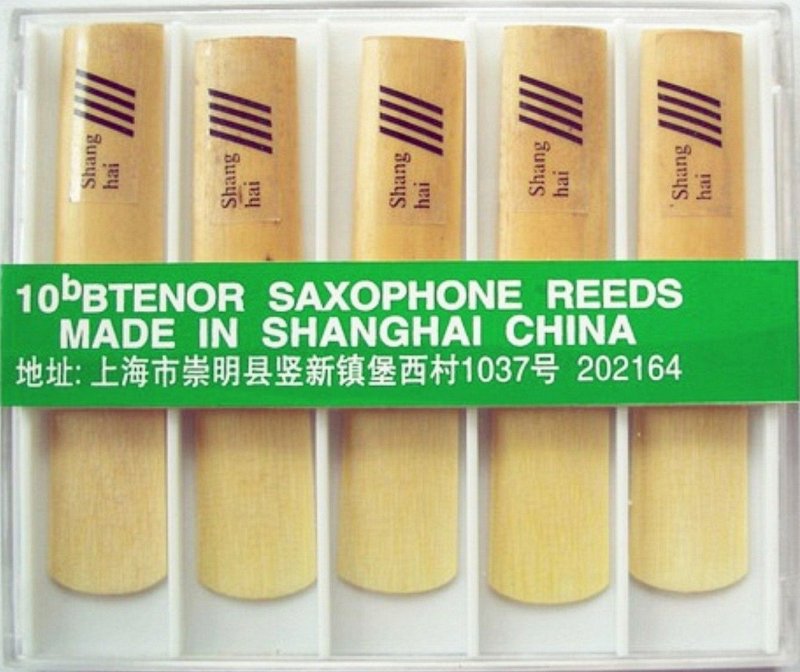 Shang
hai
Shang
hai
Shang
hai
Shang
hai
Shang
hai
10bBTENOR SAXOPHONE REEDS
MADE IN SHANGHAI CHINA
地址: 上海市崇明县竖新镇堡西村1037号 202164